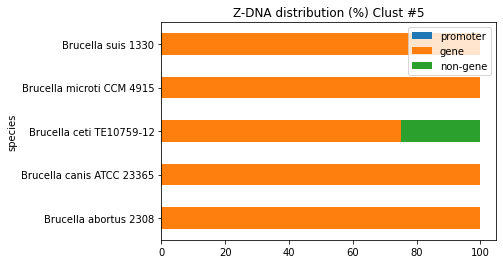 Z-DNA distribution (%) Clust #5
promoter
gene
non-gene
species
Brucella suis 1330
Brucella microti CCM 4915
Brucella ceti TE10759-12
Brucella canis ATCC 23365
Brucella abortus 2308
0 20 40 60 80 100